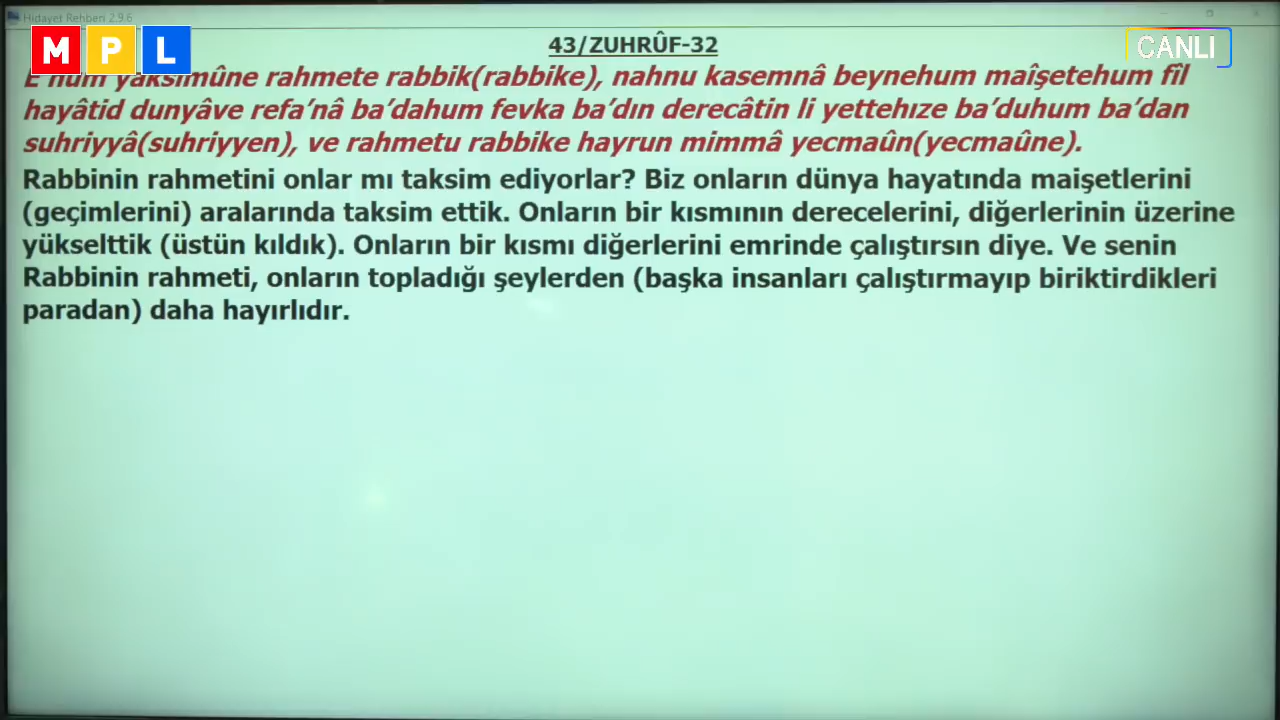 Hidayet Rehberi 2.9.6
MPL
CANLI
43/ZUHRÛF-32
E hum yaksimûne rahmete rabbik(rabbike), nahnu kasemnâ beynehum maîşetehum fîl
hayâtid dunyâve refa’nâ ba’dahum fevka ba’dın derecâtin li yettehıze ba’duhum ba’dan
suhriyyâ(suhriyyen), ve rahmetu rabbike hayrun mimmâ yecmaûn(yecmaûne).
Rabbinin rahmetini onlar mı taksim ediyorlar? Biz onların dünya hayatında maişetlerini
(geçimlerini) aralarında taksim ettik. Onların bir kısmının derecelerini, diğerlerinin üzerine
yükselttik (üstün kıldık). Onların bir kısmı diğerlerini emrinde çalıştırsın diye. Ve senin
Rabbinin rahmeti, onların topladığı şeylerden (başka insanları çalıştırmayıp biriktirdikleri
paradan) daha hayırlıdır.